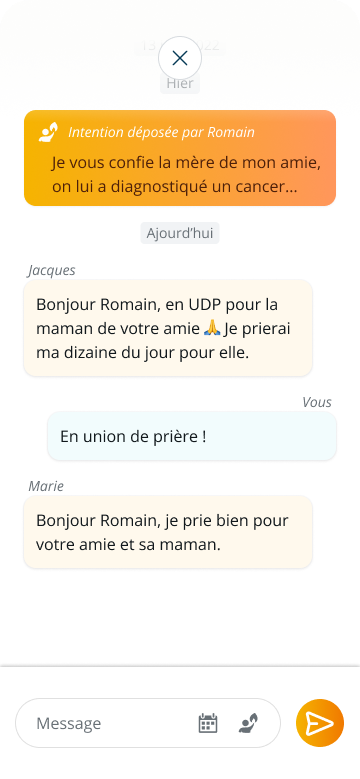 Hier
Intention déposée par Romain
Je vous confie la mère de mon amie,
on lui a diagnostiqué un cancer...
Ajourd'hui
Jacques
Bonjour Romain, en UDP pour la
maman de votre amie 🙏 Je prierai
ma dizaine du jour pour elle.
Vous
En union de prière !
Marie
Bonjour Romain, je prie bien pour
votre amie et sa maman.
Message